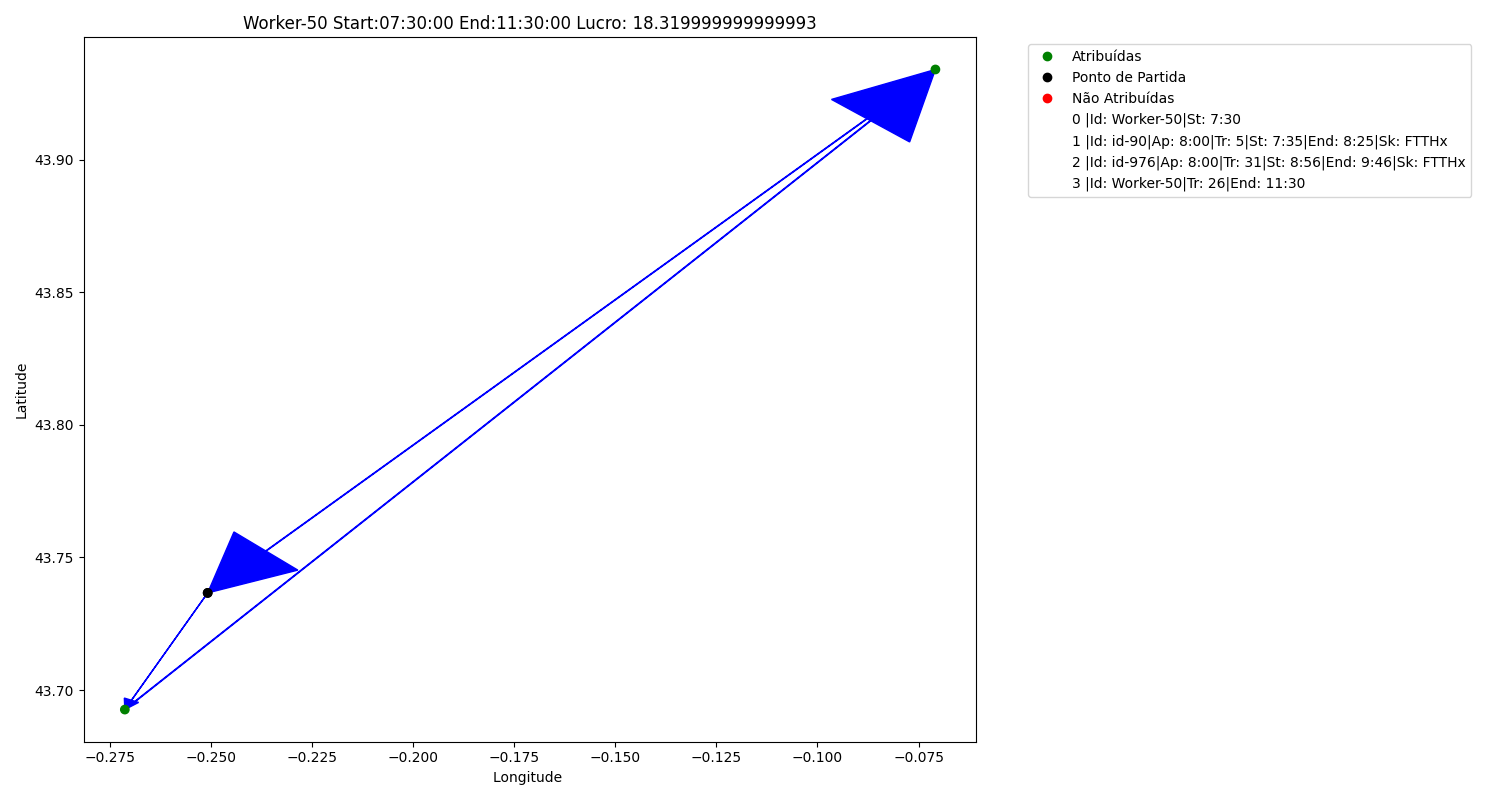 Worker-50 Start:07:30:00 End:11:30:00 Lucro: 18.319999999999993
Atribuídas
Ponto de Partida
Não Atribuídas
0 |Id: Worker-50|St: 7:30
1 |Id: id-90|Ap: 8:00|Tr: 5|St: 7:35|End: 8:25|Sk: FTTHx
2 |Id: id-976|Ap: 8:00|Tr: 31|St: 8:56|End: 9:46|Sk: FTTHx
3 |Id: Worker-50|Tr: 26|End: 11:30
43.90
43.85
43.80
43.75
43.70
Latitude
−0.275 −0.250 −0.225 −0.200 −0.175 −0.150 −0.125 −0.100 −0.075
Longitude